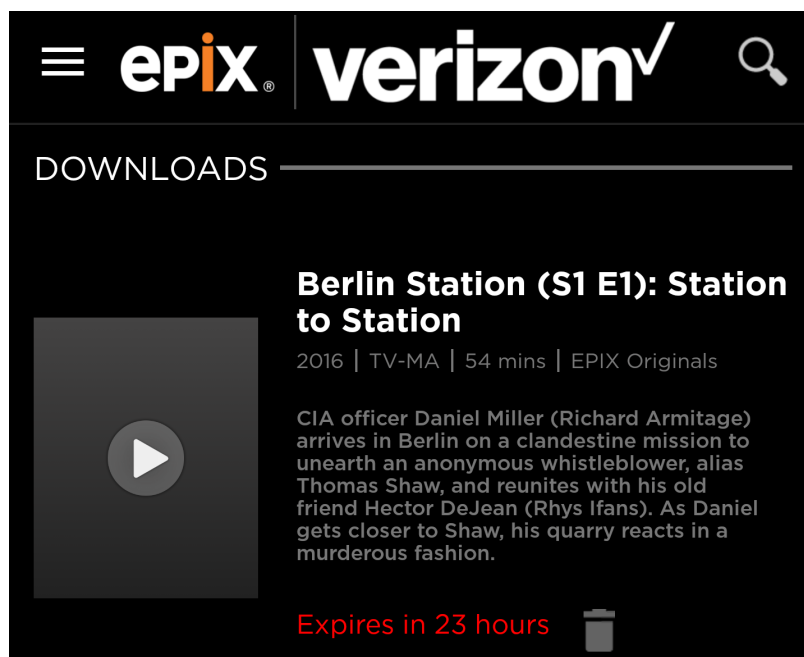 epix® verizon✓
DOWNLOADS
Berlin Station (S1 E1): Station
to Station
2016 | TV-MA | 54 mins | EPIX Originals
CIA officer Daniel Miller (Richard Armitage)
arrives in Berlin on a clandestine mission to
unearth an anonymous whistleblower, alias
Thomas Shaw, and reunites with his old
friend Hector DeJean (Rhys Ifans). As Daniel
gets closer to Shaw, his quarry reacts in a
murderous fashion.
Expires in 23 hours